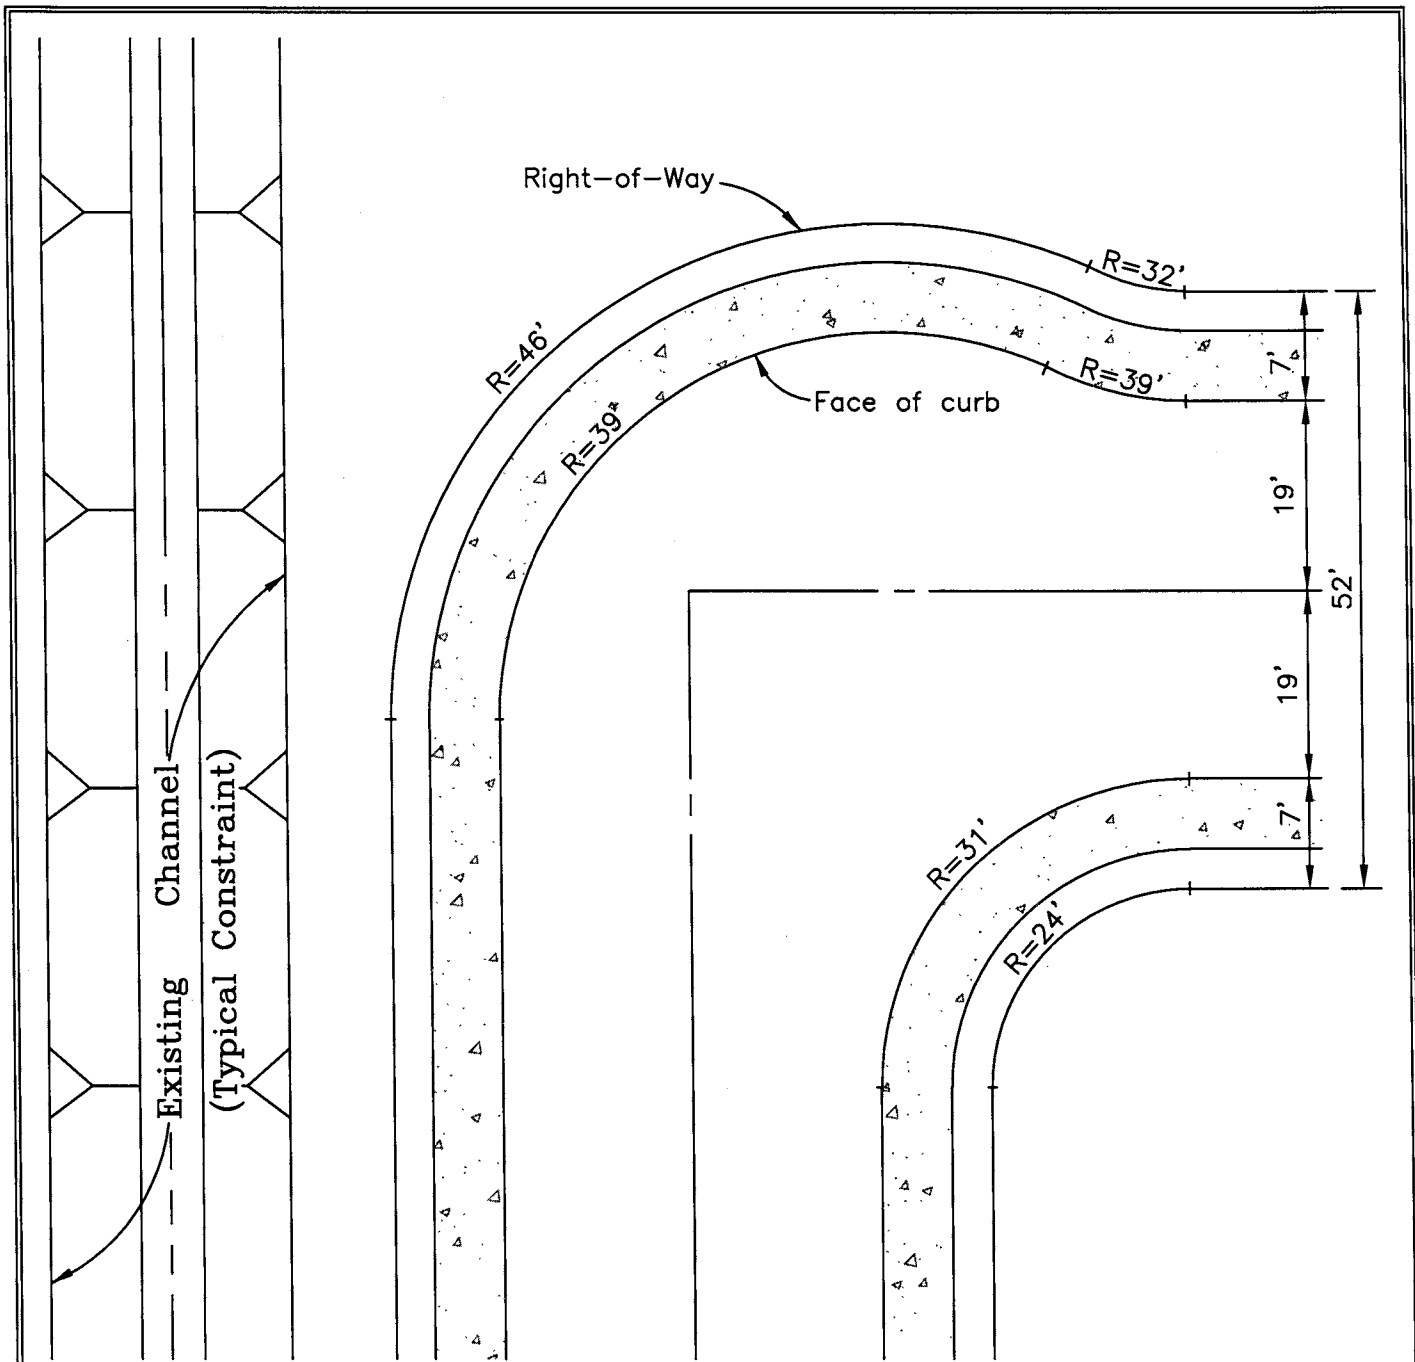 Right-of-Way
R=32'
R=46'
7'
R=39'
Face of curb
R=39'
19'
52'
19'
7'
R=31'
R=24'
Existing Channel
(Typical Constraint)